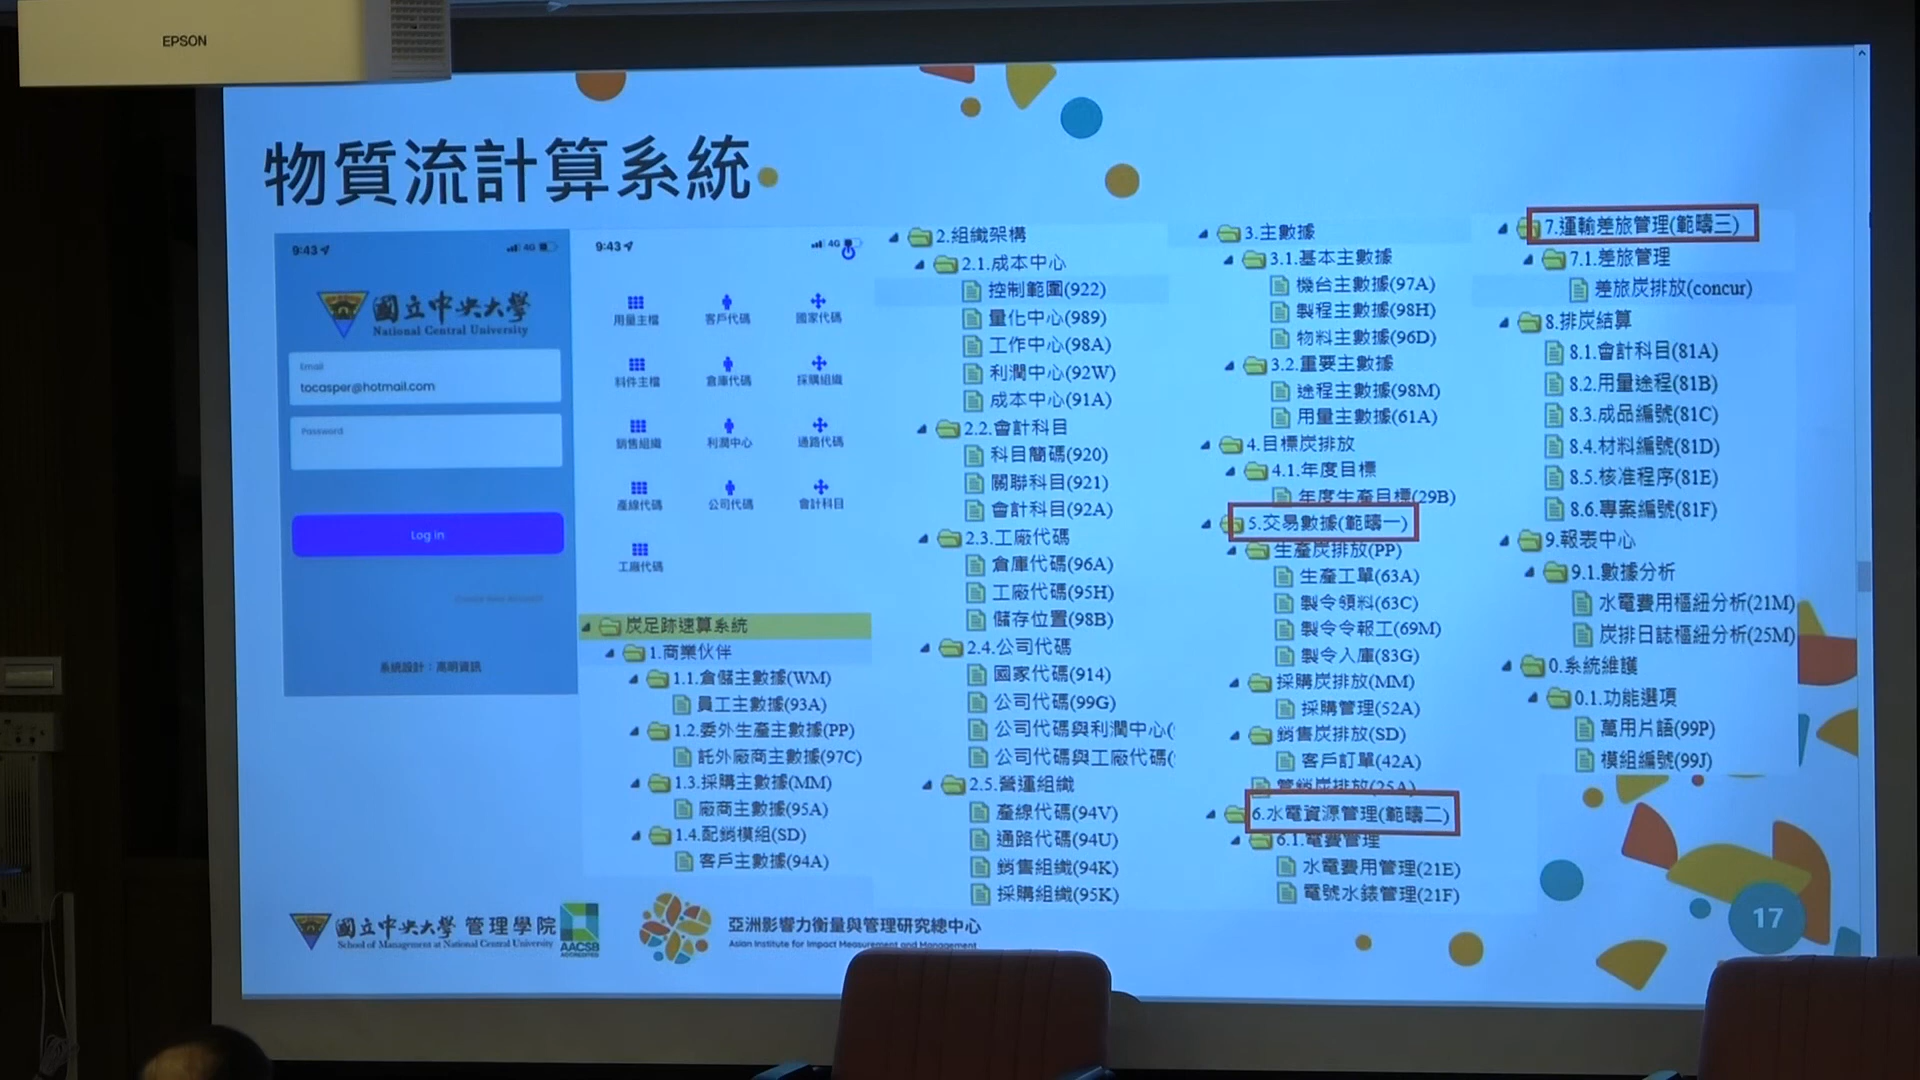 EPSON
物質流計算系統
9:43
4G
國立中央大學
National Central University
Email
tocasper@hotmail.com
Password
Log in
系統設計：高明資訊
9:43
4G
用量主檔
客戶代碼
國家代碼
料件主檔
倉庫代碼
採購組織
銷售組織
利潤中心
通路代碼
產線代碼
公司代碼
會計科目
工廠代碼
炭足跡速算系統
1.商業伙伴
1.1.倉儲主數據(WM)
員工主數據(93A)
1.2.委外生產主數據(PP)
託外廠商主數據(97C)
1.3.採購主數據(MM)
廠商主數據(95A)
1.4.配銷模組(SD)
客戶主數據(94A)
2.組織架構
2.1.成本中心
控制範圍(922)
量化中心(989)
工作中心(98A)
利潤中心(92W)
成本中心(91A)
2.2.會計科目
科目簡碼(920)
關聯科目(921)
會計科目(92A)
2.3.工廠代碼
倉庫代碼(96A)
工廠代碼(95H)
儲存位置(98B)
2.4.公司代碼
國家代碼(914)
公司代碼(99G)
公司代碼與利潤中心(
公司代碼與工廠代碼(
2.5.營運組織
產線代碼(94V)
通路代碼(94U)
銷售組織(94K)
採購組織(95K)
3.主數據
3.1.基本主數據
機台主數據(97A)
製程主數據(98H)
物料主數據(96D)
3.2.重要主數據
途程主數據(98M)
用量主數據(61A)
4.目標炭排放
4.1.年度目標
年度生產目標(29B)
5.交易數據(範疇一)
生產炭排放(PP)
生產工單(63A)
製令領料(63C)
製令令報工(69M)
製令入庫(83G)
採購炭排放(MM)
採購管理(52A)
銷售炭排放(SD)
客戶訂單(42A)
管銷炭排放(25A)
6.水電資源管理(範疇二)
6.1.電費管理
水電費用管理(21E)
電號水錶管理(21F)
7.運輸差旅管理(範疇三)
7.1.差旅管理
差旅炭排放(concur)
8.排炭結算
8.1.會計科目(81A)
8.2.用量途程(81B)
8.3.成品編號(81C)
8.4.材料編號(81D)
8.5.核准程序(81E)
8.6.專案編號(81F)
9.報表中心
9.1.數據分析
水電費用樞紐分析(21M)
炭排日誌樞紐分析(25M)
0.系統維護
0.1.功能選項
萬用片語(99P)
模組編號(99J)
國立中央大學 管理學院
School of Management at National Central University
AACSB
ACCREDITED
亞洲影響力衡量與管理研究總中心
Asian Institute for Impact Measurement and Management
17